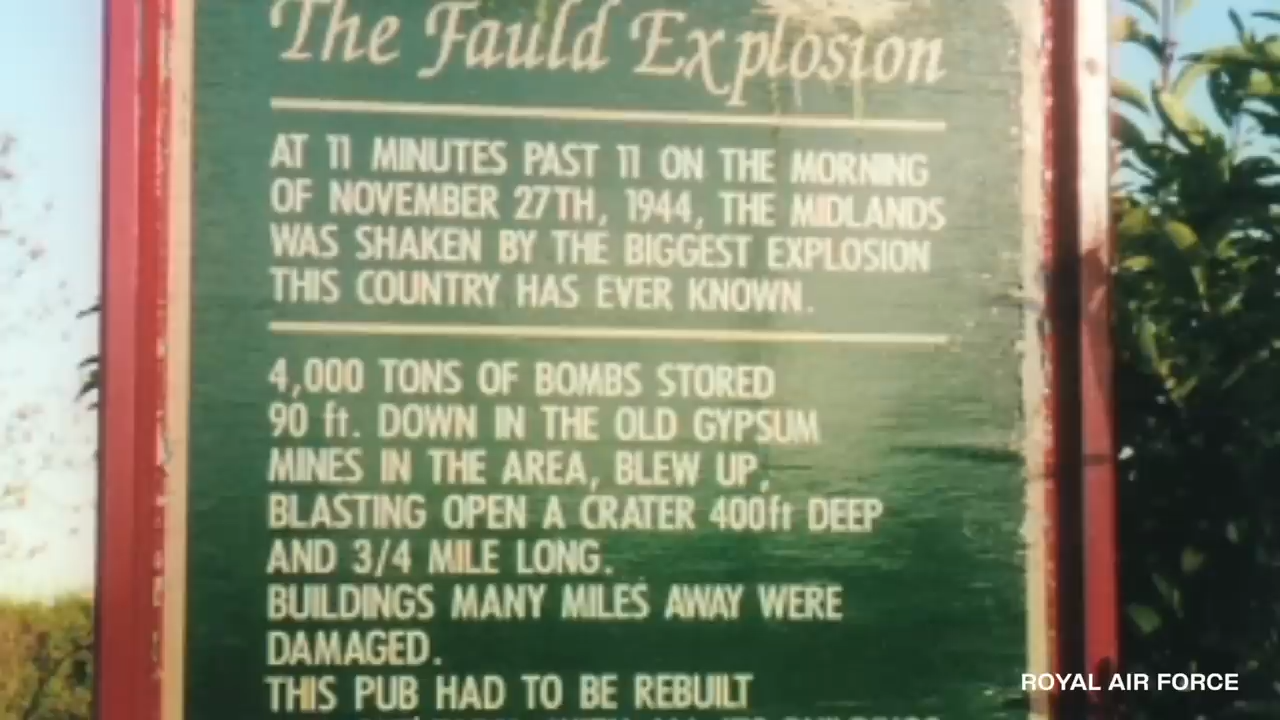 The Fauld Explosion
AT 11 MINUTES PAST 11 ON THE MORNING
OF NOVEMBER 27TH, 1944, THE MIDLANDS
WAS SHAKEN BY THE BIGGEST EXPLOSION
THIS COUNTRY HAS EVER KNOWN.
4,000 TONS OF BOMBS STORED
90 ft. DOWN IN THE OLD GYPSUM
MINES IN THE AREA, BLEW UP,
BLASTING OPEN A CRATER 400ft DEEP
AND 3/4 MILE LONG.
BUILDINGS MANY MILES AWAY WERE
DAMAGED.
THIS PUB HAD TO BE REBUILT
ROYAL AIR FORCE